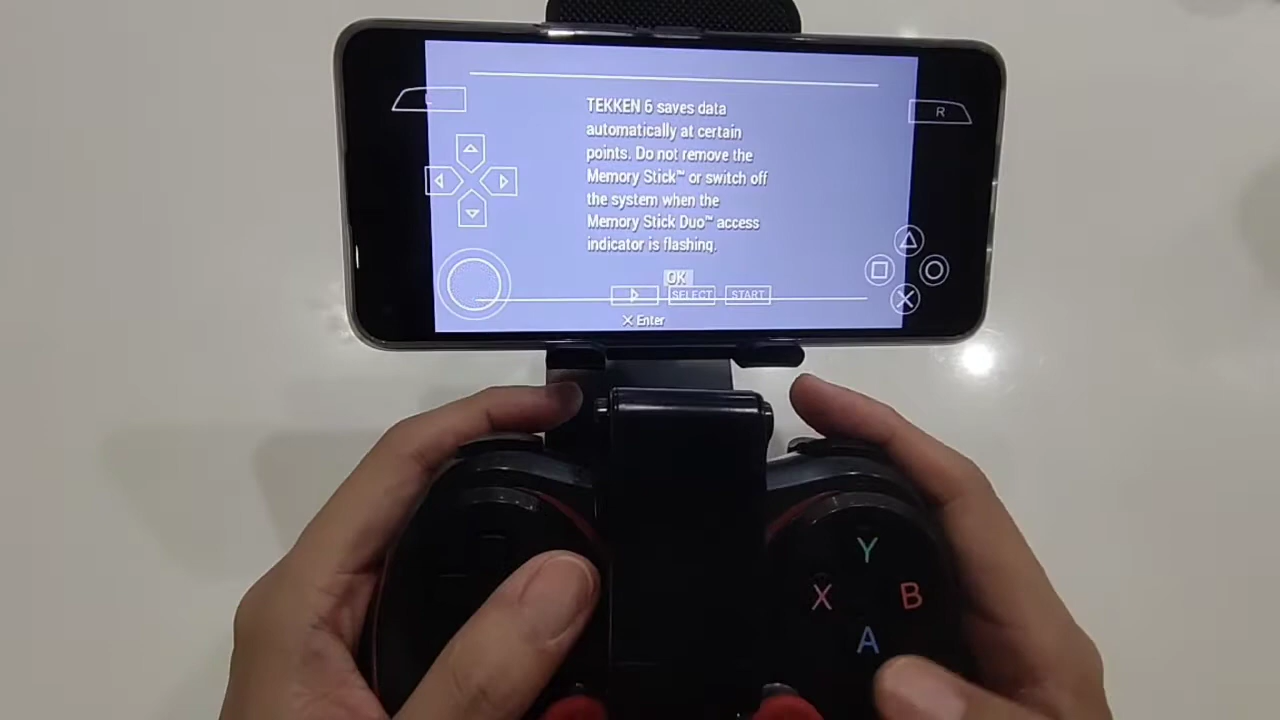 L
R
TEKKEN 6 saves data
automatically at certain
points. Do not remove the
Memory Stick™ or switch off
the system when the
Memory Stick Duo™ access
indicator is flashing.
OK
SELECT START
X Enter
Y
X B
A